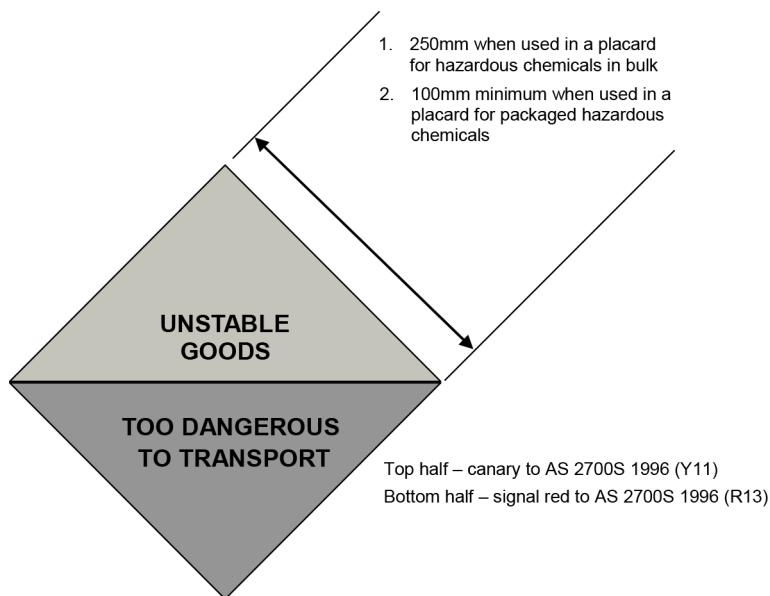 1. 250mm when used in a placard
for hazardous chemicals in bulk
2. 100mm minimum when used in a
placard for packaged hazardous
chemicals
UNSTABLE
GOODS
TOO DANGEROUS
TO TRANSPORT
Top half – canary to AS 2700S 1996 (Y11)
Bottom half – signal red to AS 2700S 1996 (R13)